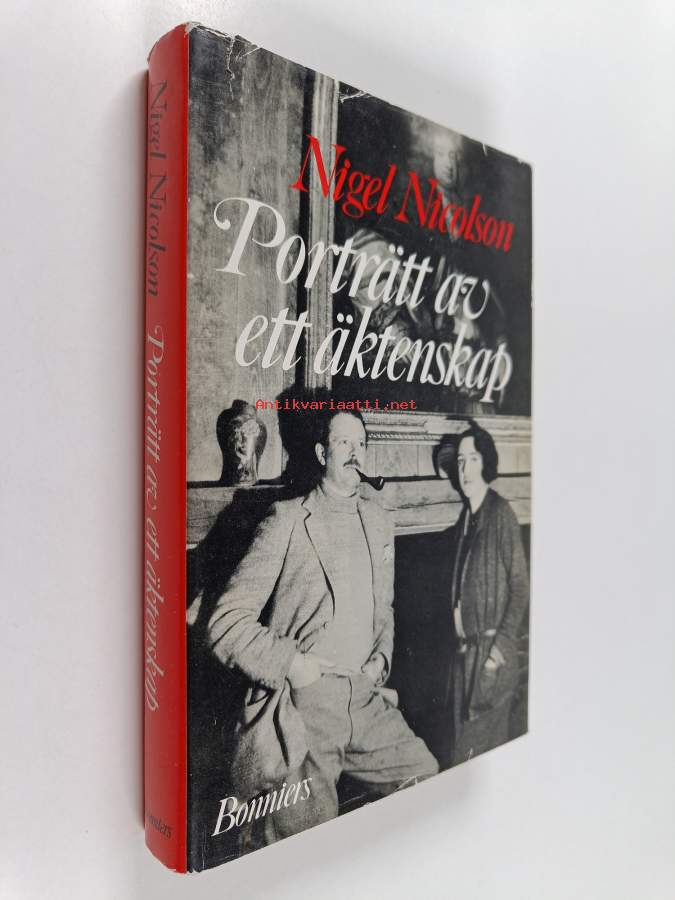 Nigel Nicolson
Porträtt av
ett äktenskap
Antikvariaatti.net
Bonniers
Nigel Nicolson Porträtt av ett äktenskap